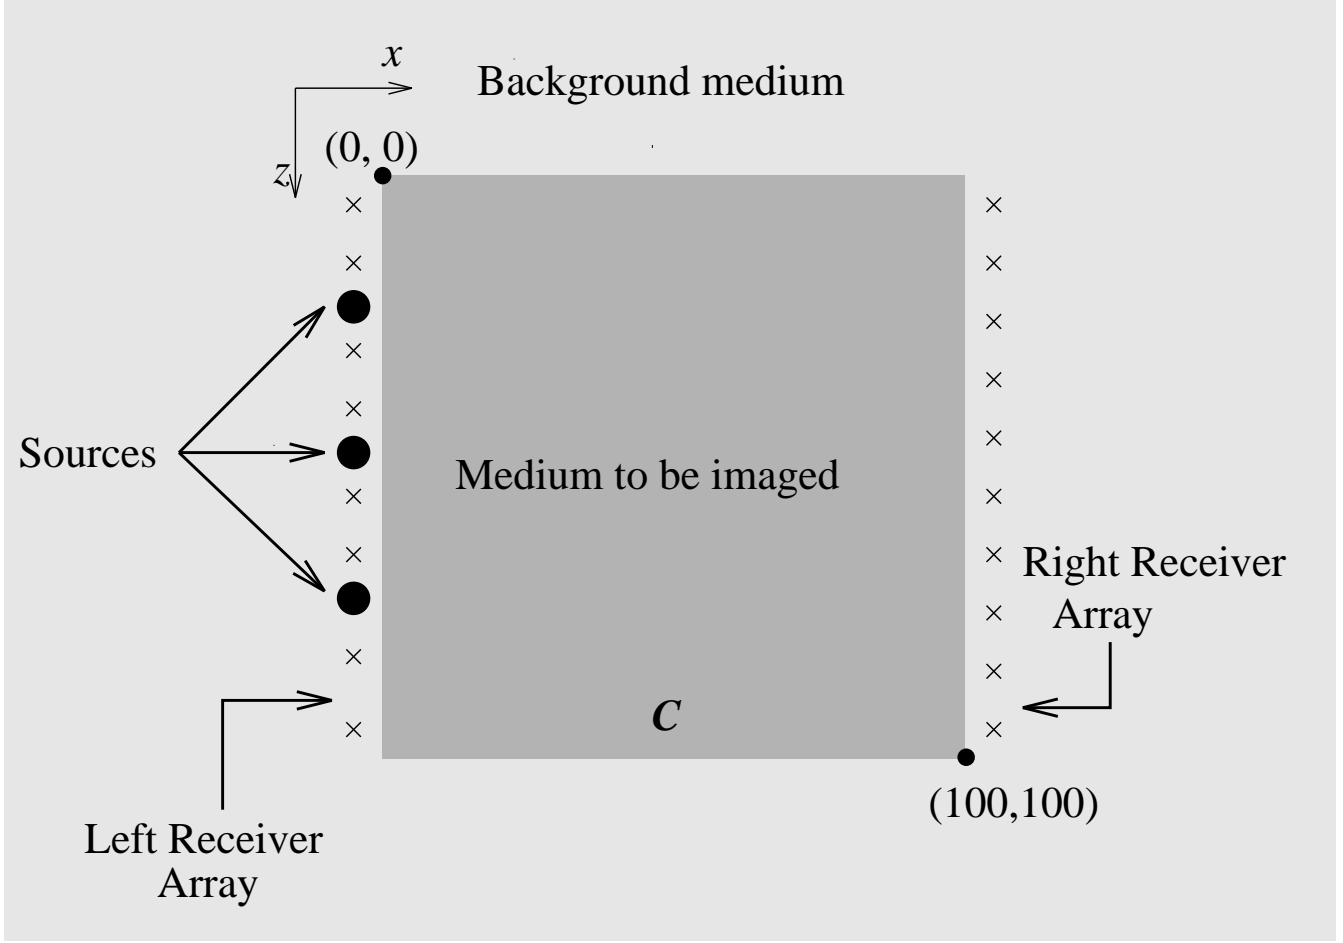 x
Background medium
(0, 0)
z
Sources
Medium to be imaged
Right Receiver
Array
C
(100,100)
Left Receiver
Array